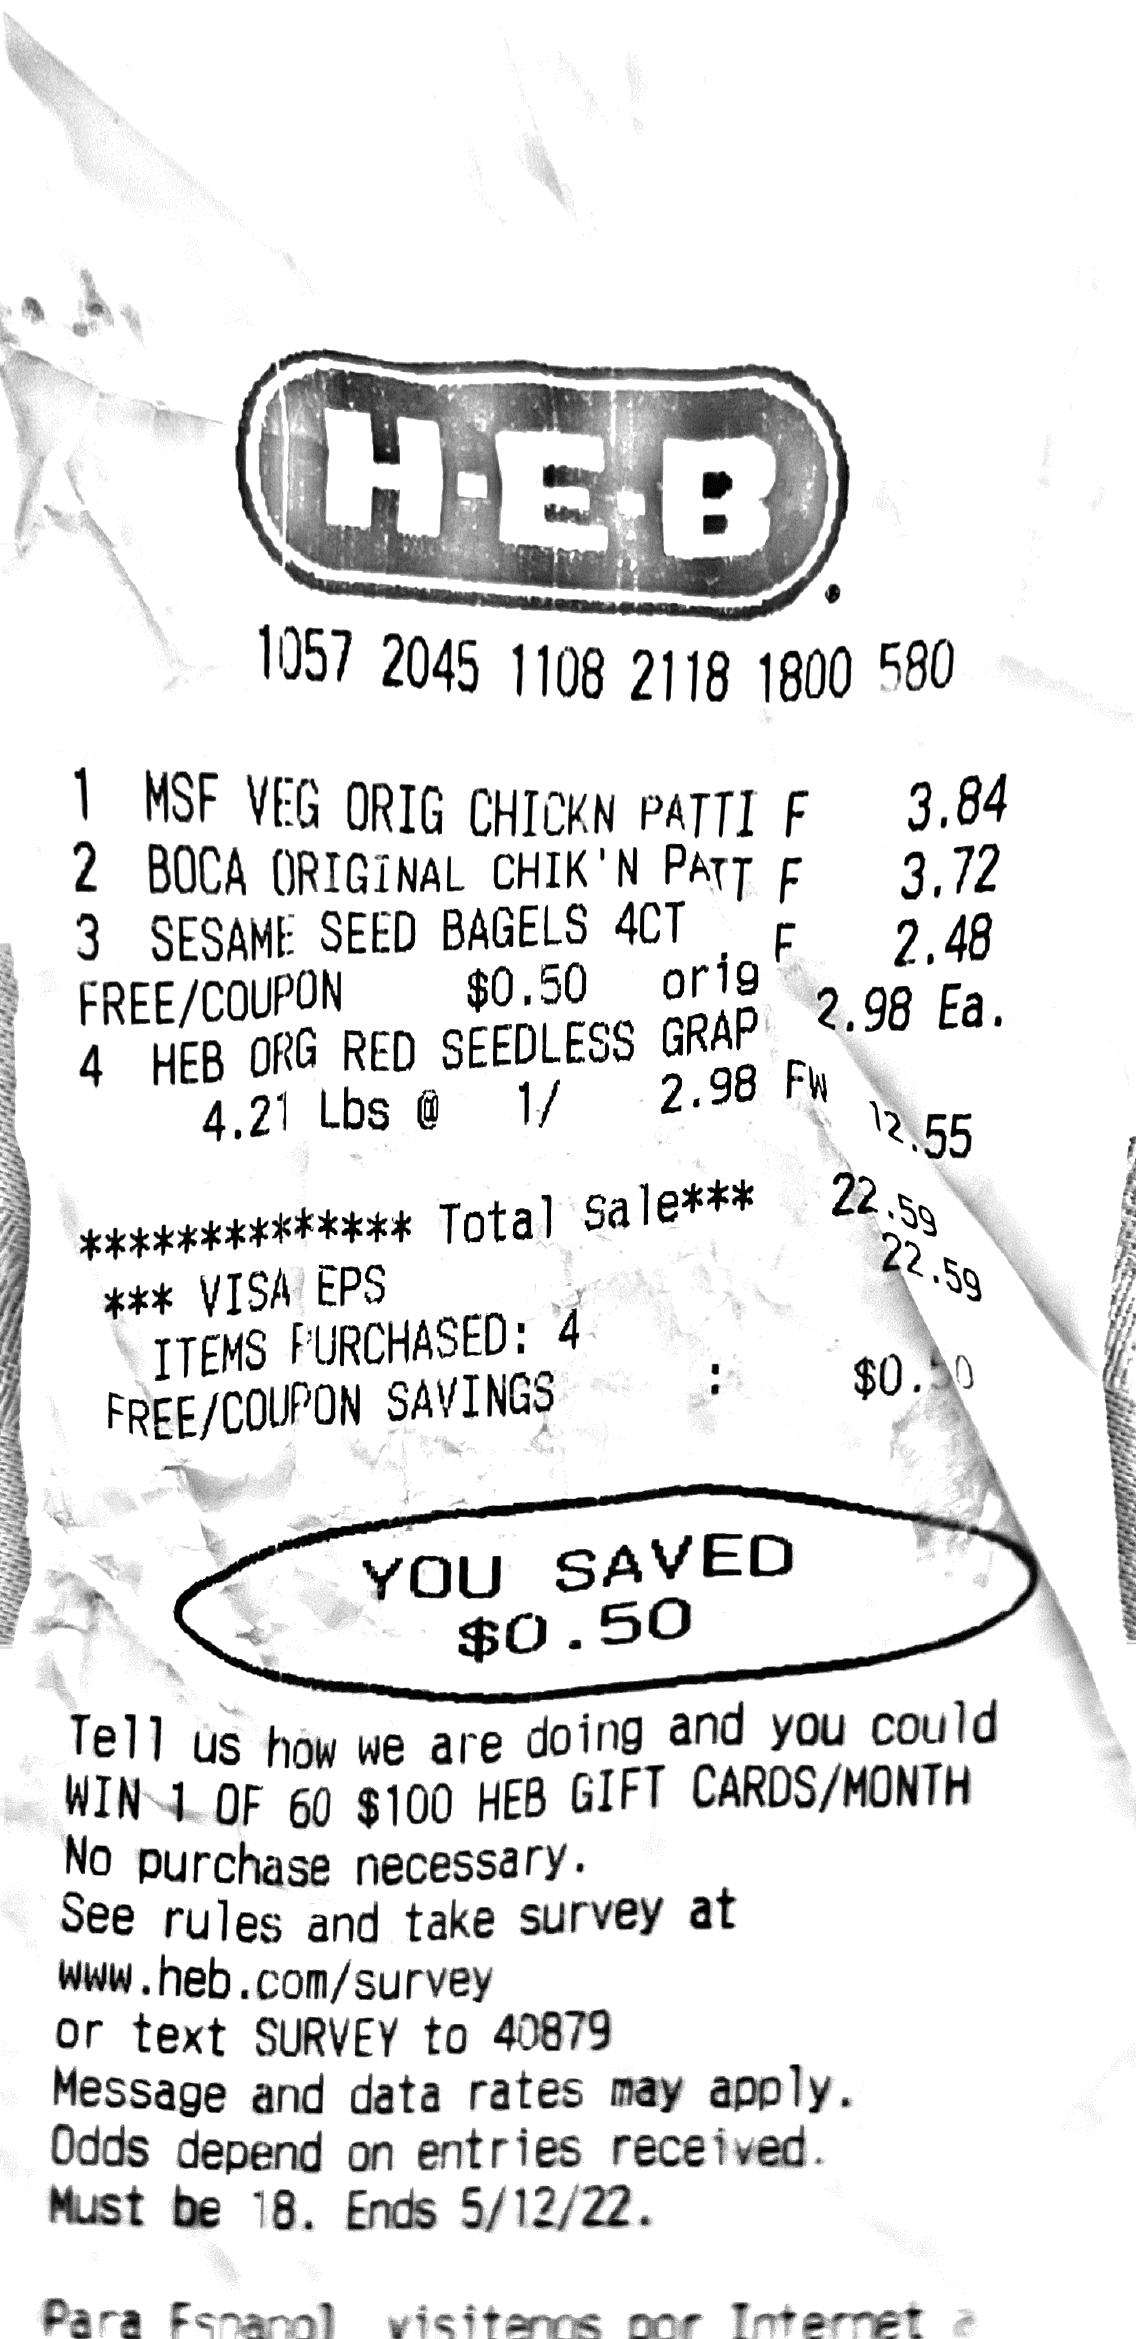 H-E-B
1057 2045 1108 2118 1800 580
1 MSF VEG ORIG CHICKN PATTI F 3.84
2 BOCA ORIGINAL CHIK'N PATT F 3.72
3 SESAME SEED BAGELS 4CT F 2.48
FREE/COUPON $0.50 orig 2.98 Ea.
4 HEB ORG RED SEEDLESS GRAP
4.21 Lbs @ 1/ 2.98 FW 12.55
************** Total Sale*** 22.59
*** VISA EPS 22.59
ITEMS PURCHASED: 4
FREE/COUPON SAVINGS : $0.50
YOU SAVED
$0.50
Tell us how we are doing and you could
WIN 1 OF 60 $100 HEB GIFT CARDS/MONTH
No purchase necessary.
See rules and take survey at
www.heb.com/survey
or text SURVEY to 40879
Message and data rates may apply.
Odds depend on entries received.
Must be 18. Ends 5/12/22.
Para Espanol visitenos por Internet a